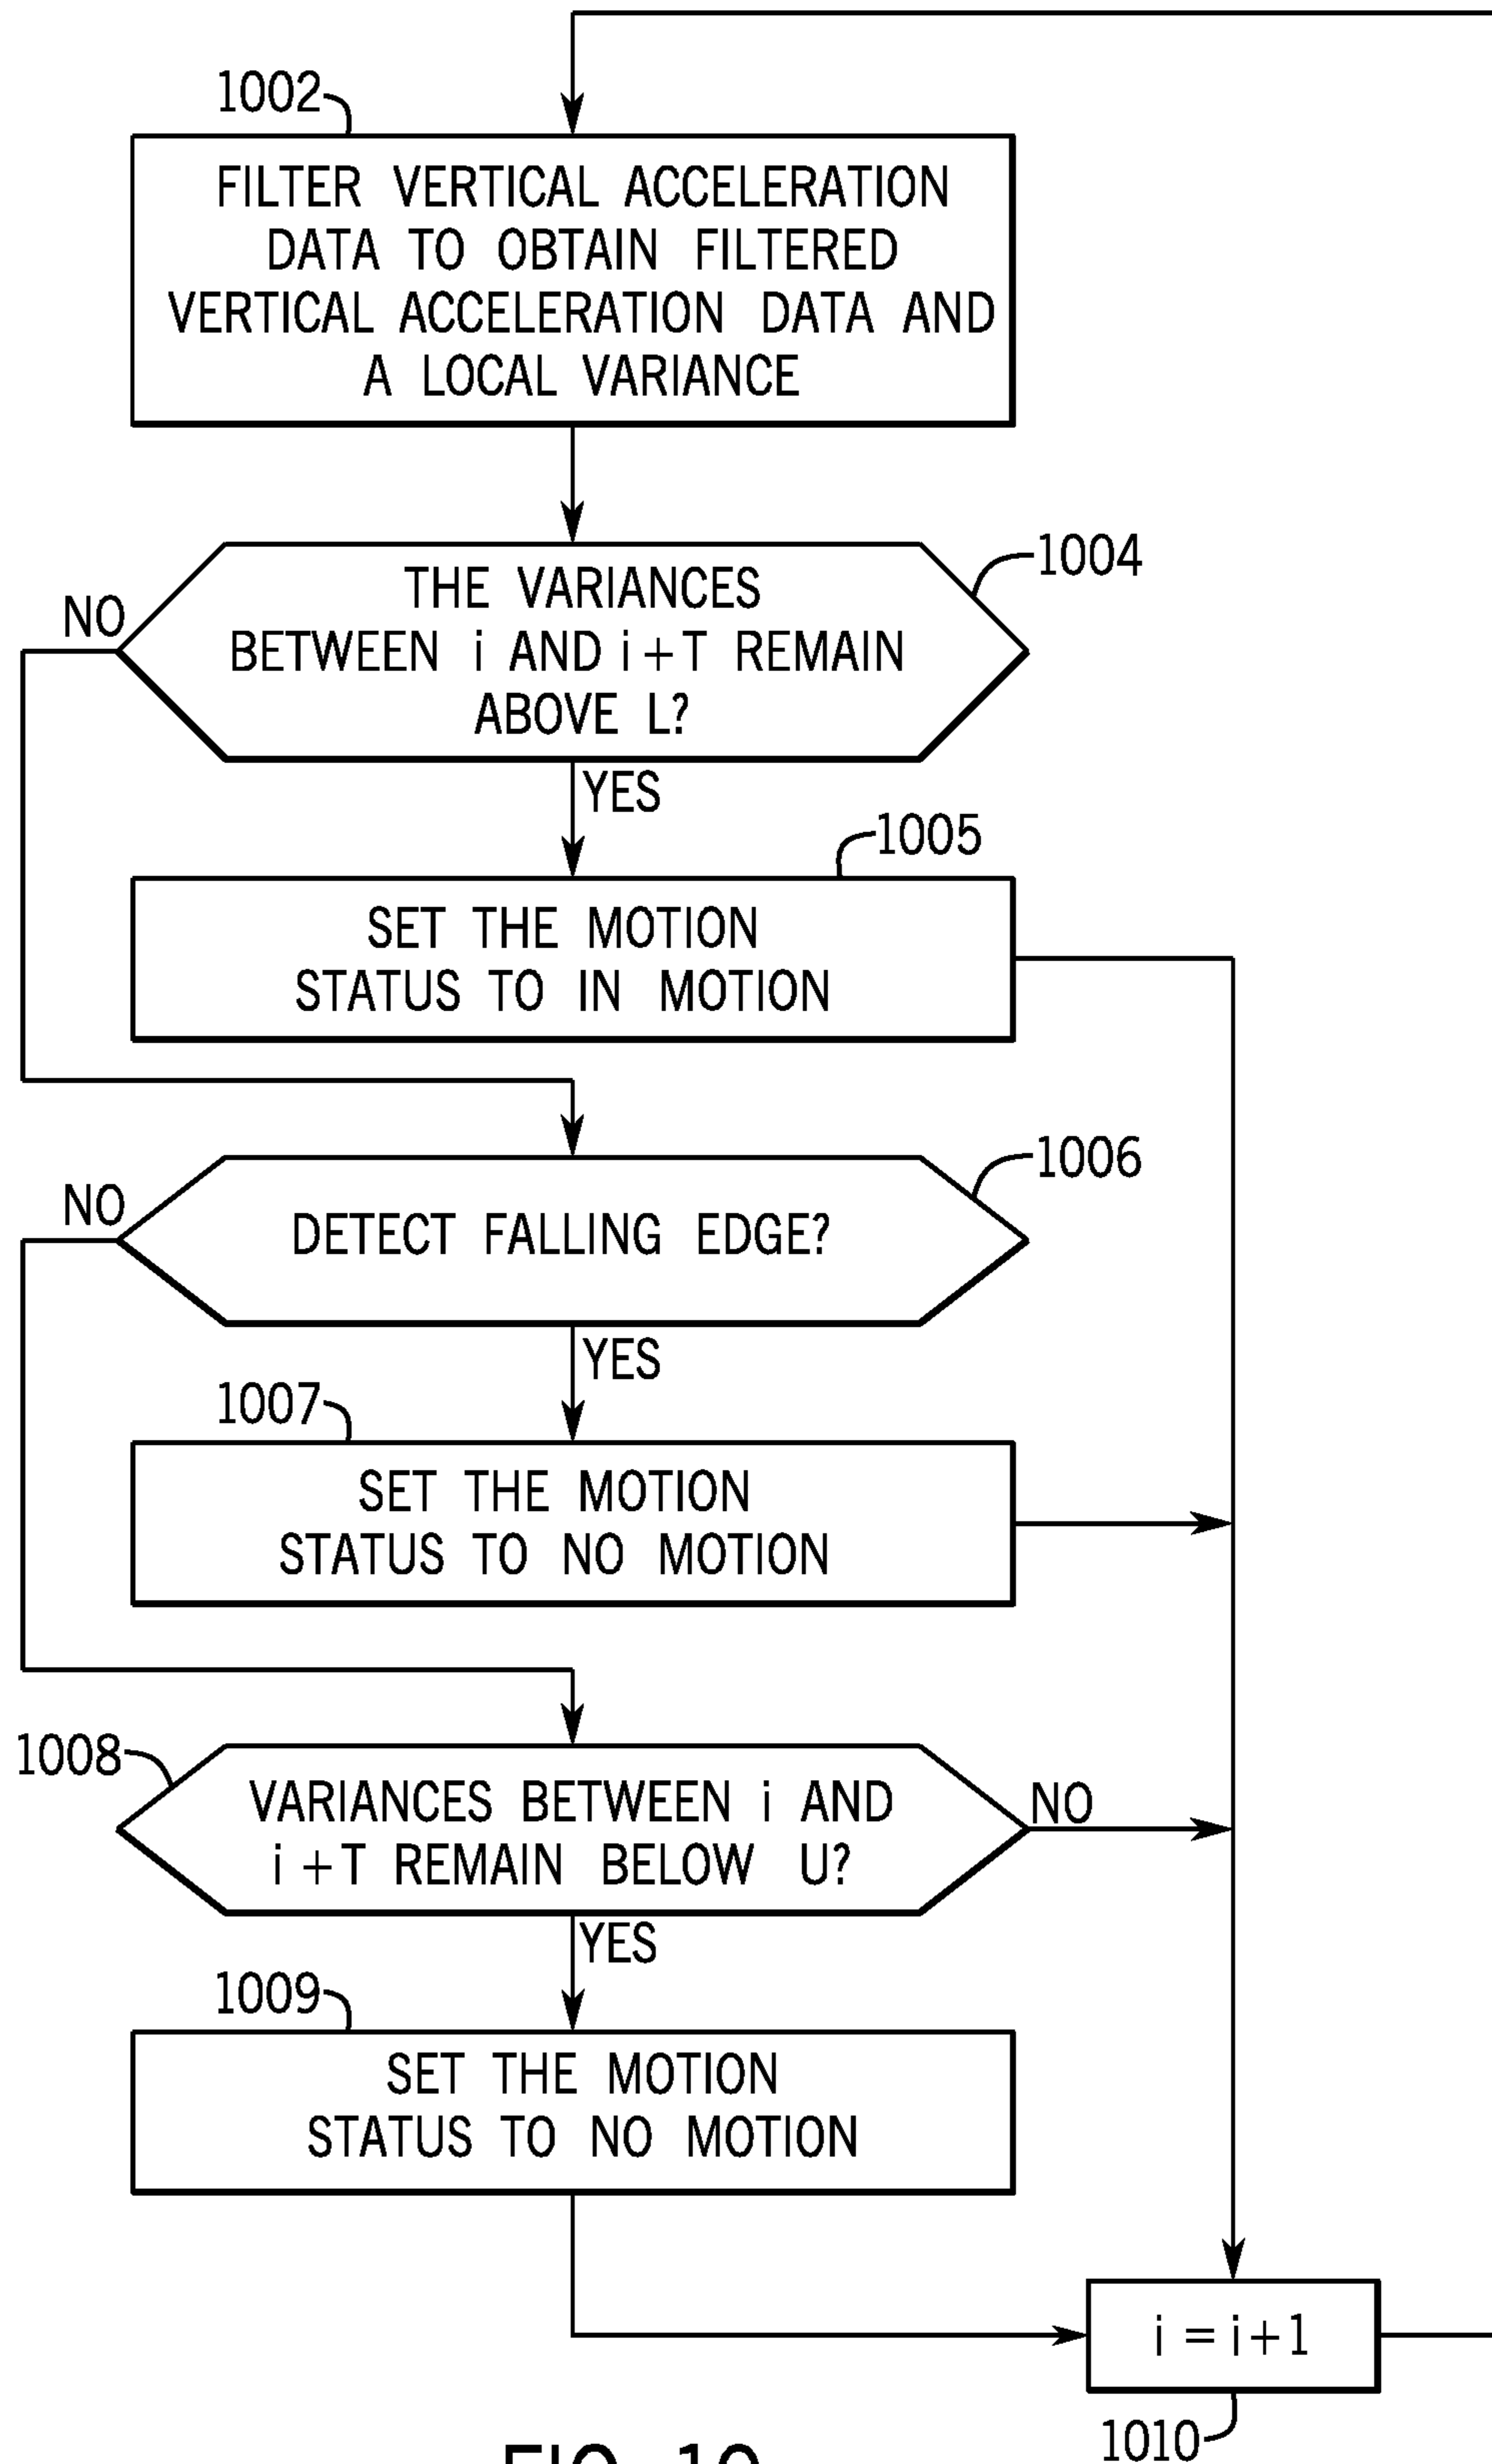 1002
FILTER VERTICAL ACCELERATION
DATA TO OBTAIN FILTERED
VERTICAL ACCELERATION DATA AND
A LOCAL VARIANCE
1004
NO
THE VARIANCES
BETWEEN i AND i+T REMAIN
ABOVE L?
YES
1005
SET THE MOTION
STATUS TO IN MOTION
1006
NO
DETECT FALLING EDGE?
YES
1007
SET THE MOTION
STATUS TO NO MOTION
1008
VARIANCES BETWEEN i AND
i +T REMAIN BELOW U?
NO
YES
1009
SET THE MOTION
STATUS TO NO MOTION
i = i+1
1010